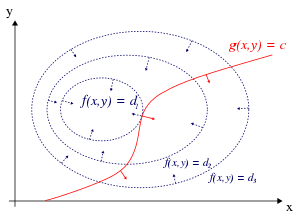 y
g(x,y) = c
f(x,y) = d₁
f(x,y) = d₂
f(x,y) = d₃
x